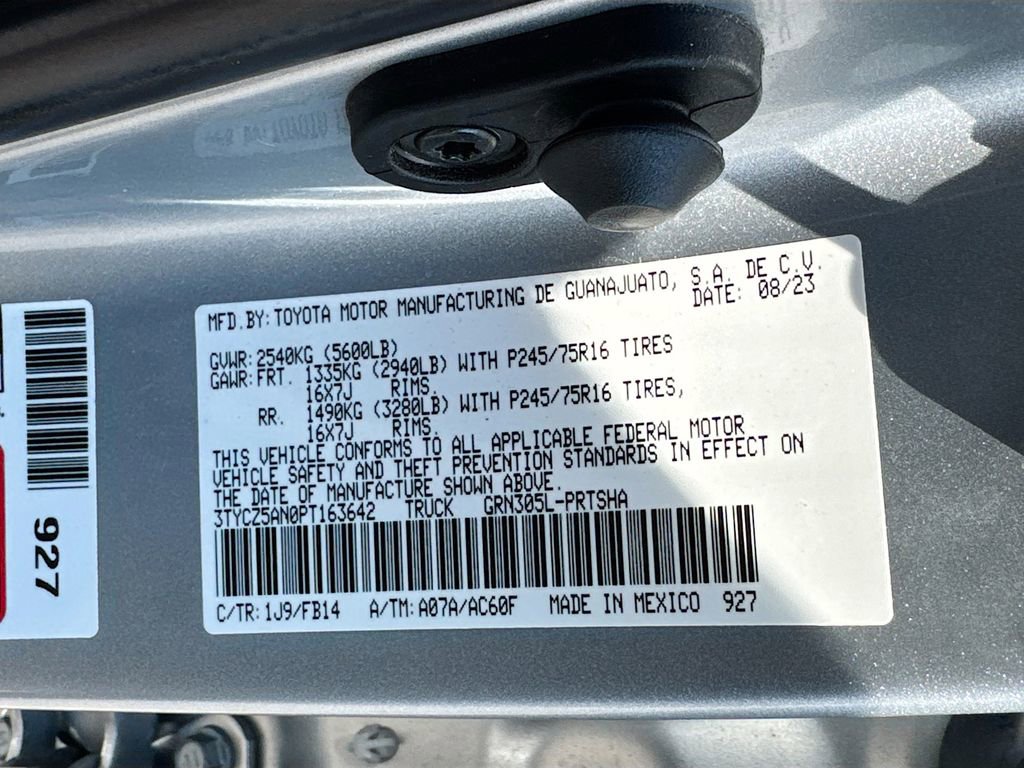 MFD.BY:TOYOTA MOTOR MANUFACTURING DE GUANAJUATO, S.A. DE C.V.
DATE: 08/23
GVWR:2540KG (5600LB)
GAWR:FRT. 1335KG (2940LB) WITH P245/75R16 TIRES
16X7J RIMS.
RR. 1490KG (3280LB) WITH P245/75R16 TIRES,
16X7J RIMS.
THIS VEHICLE CONFORMS TO ALL APPLICABLE FEDERAL MOTOR
VEHICLE SAFETY AND THEFT PREVENTION STANDARDS IN EFFECT ON
THE DATE OF MANUFACTURE SHOWN ABOVE.
3TYCZ5AN0PT163642 TRUCK GRN305L-PRTSHA
C/TR:1J9/FB14 A/TM:A07A/AC60F MADE IN MEXICO 927
927